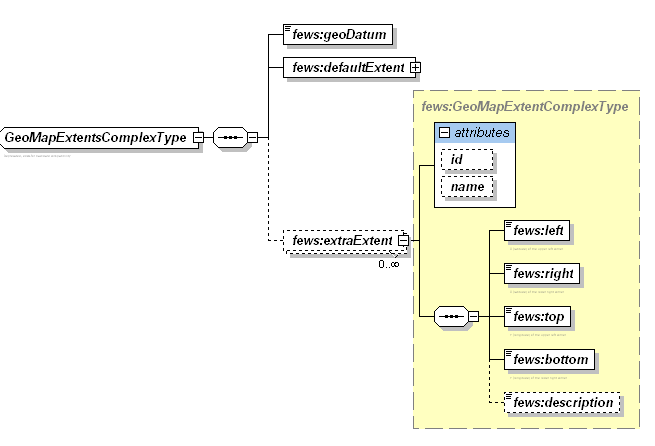 fews:geoDatum
fews:defaultExtent
GeoMapExtentsComplexType
fews:GeoMapExtentComplexType
attributes
id
name
fews:extraExtent
0..∞
fews:left
fews:right
fews:top
fews:bottom
fews:description